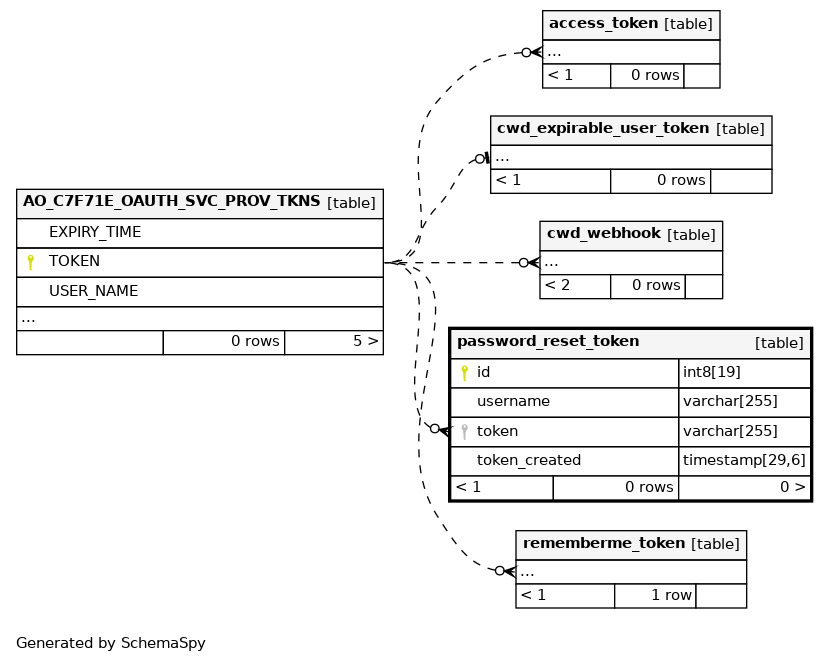 access_token [table]
...
< 1 0 rows
cwd_expirable_user_token [table]
...
< 1 0 rows
AO_C7F71E_OAUTH_SVC_PROV_TKNS [table]
EXPIRY_TIME
TOKEN
USER_NAME
...
0 rows 5 >
cwd_webhook [table]
...
< 2 0 rows
password_reset_token [table]
id int8[19]
username varchar[255]
token varchar[255]
token_created timestamp[29,6]
< 1 0 rows 0 >
rememberme_token [table]
...
< 1 1 row
Generated by SchemaSpy